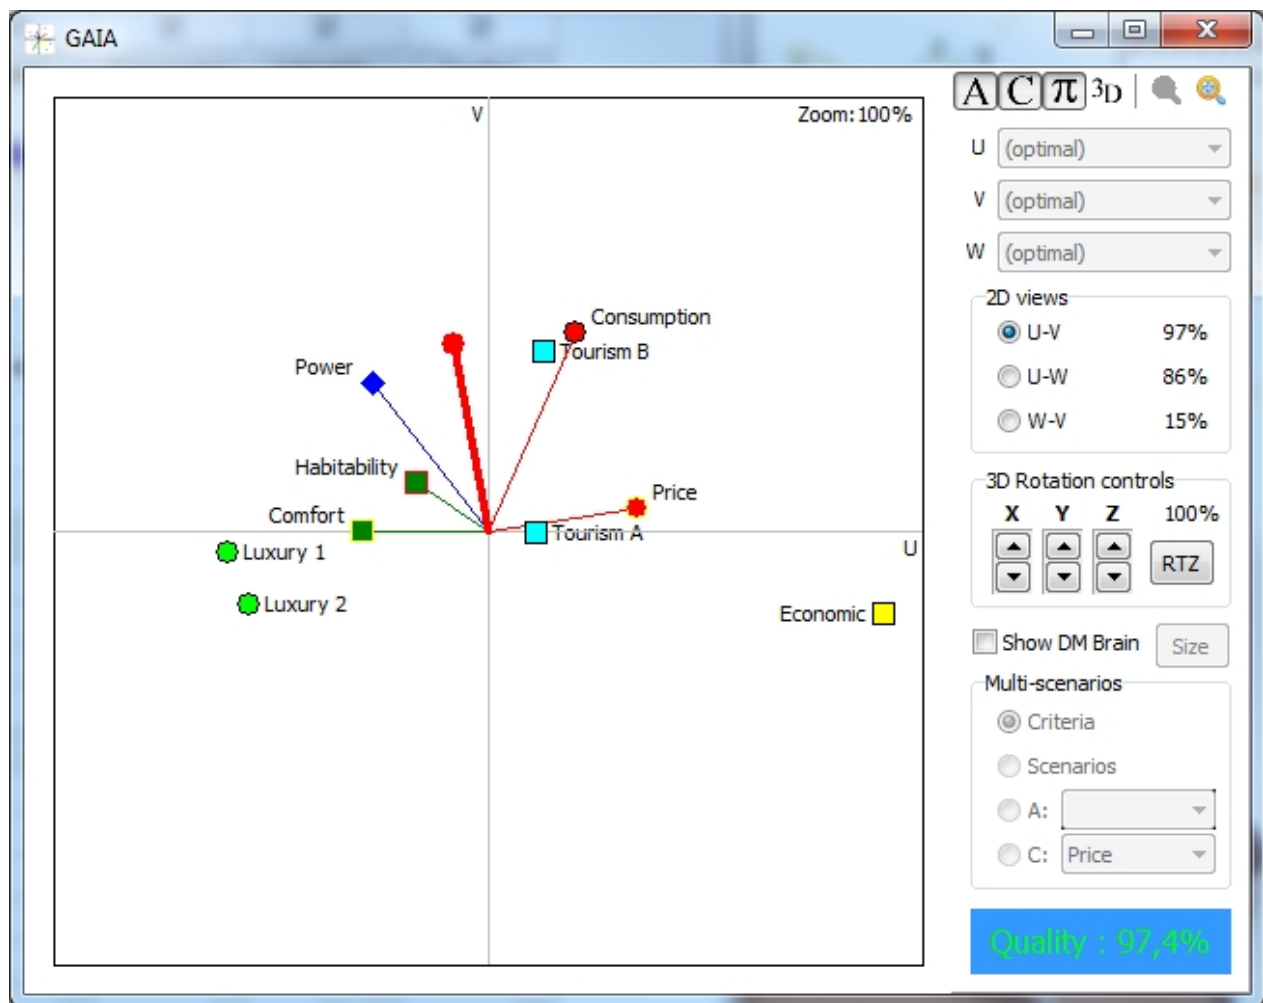 GAIA
V
Zoom:100%
Consumption
Tourism B
Power
Habitability
Price
Comfort
Tourism A
U
Luxury 1
Luxury 2
Economic
A C π 3D
U (optimal)
V (optimal)
W (optimal)
2D views
U-V 97%
U-W 86%
W-V 15%
3D Rotation controls
X Y Z 100%
RTZ
Show DM Brain Size
Multi-scenarios
Criteria
Scenarios
A:
C: Price
Quality : 97,4%